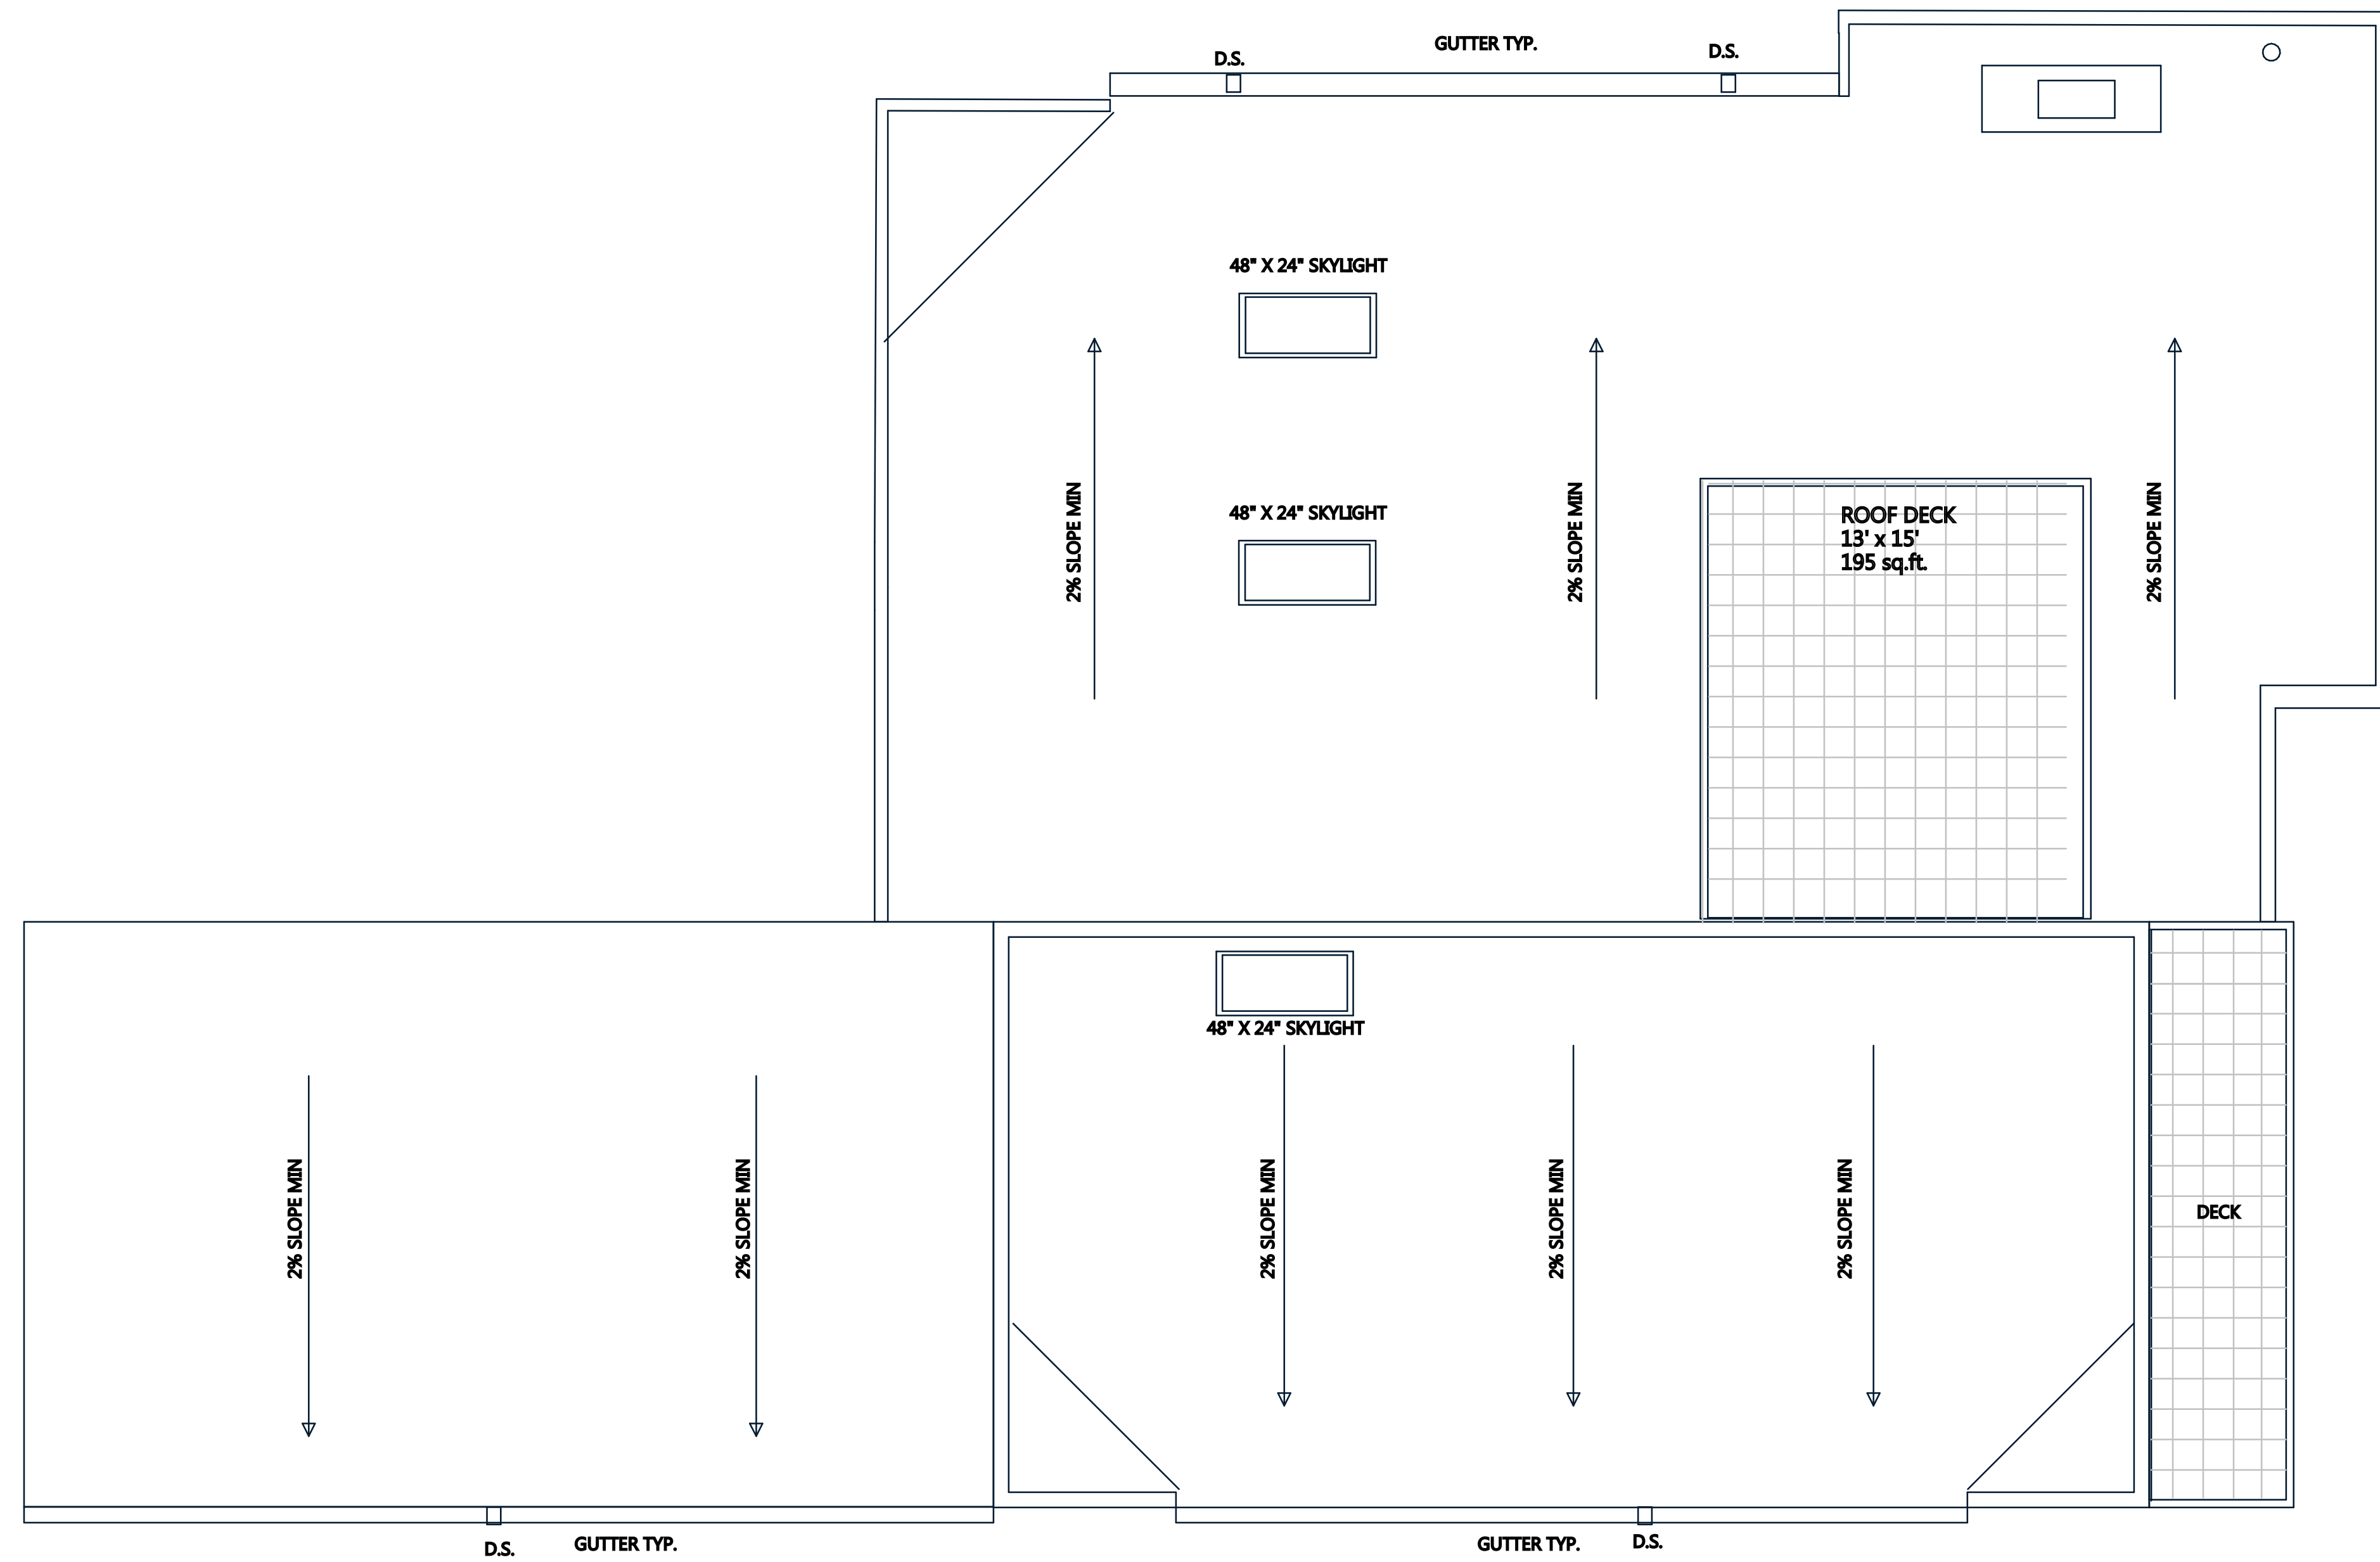 D.S.
GUTTER TYP.
D.S.
48" X 24" SKYLIGHT
2% SLOPE MIN
48" X 24" SKYLIGHT
2% SLOPE MIN
ROOF DECK
13' x 15'
195 sq.ft.
2% SLOPE MIN
48" X 24" SKYLIGHT
2% SLOPE MIN
2% SLOPE MIN
2% SLOPE MIN
2% SLOPE MIN
2% SLOPE MIN
DECK
D.S.
GUTTER TYP.
GUTTER TYP.
D.S.